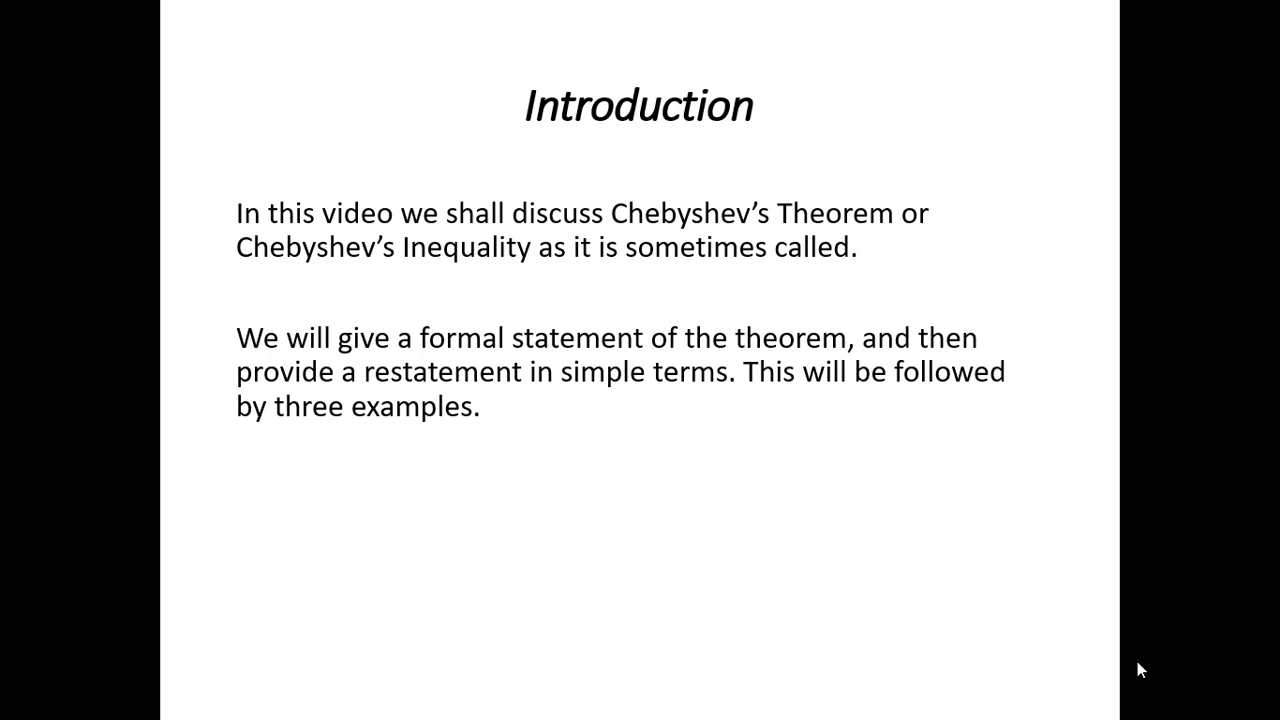 Introduction
In this video we shall discuss Chebyshev’s Theorem or
Chebyshev’s Inequality as it is sometimes called.
We will give a formal statement of the theorem, and then
provide a restatement in simple terms. This will be followed
by three examples.